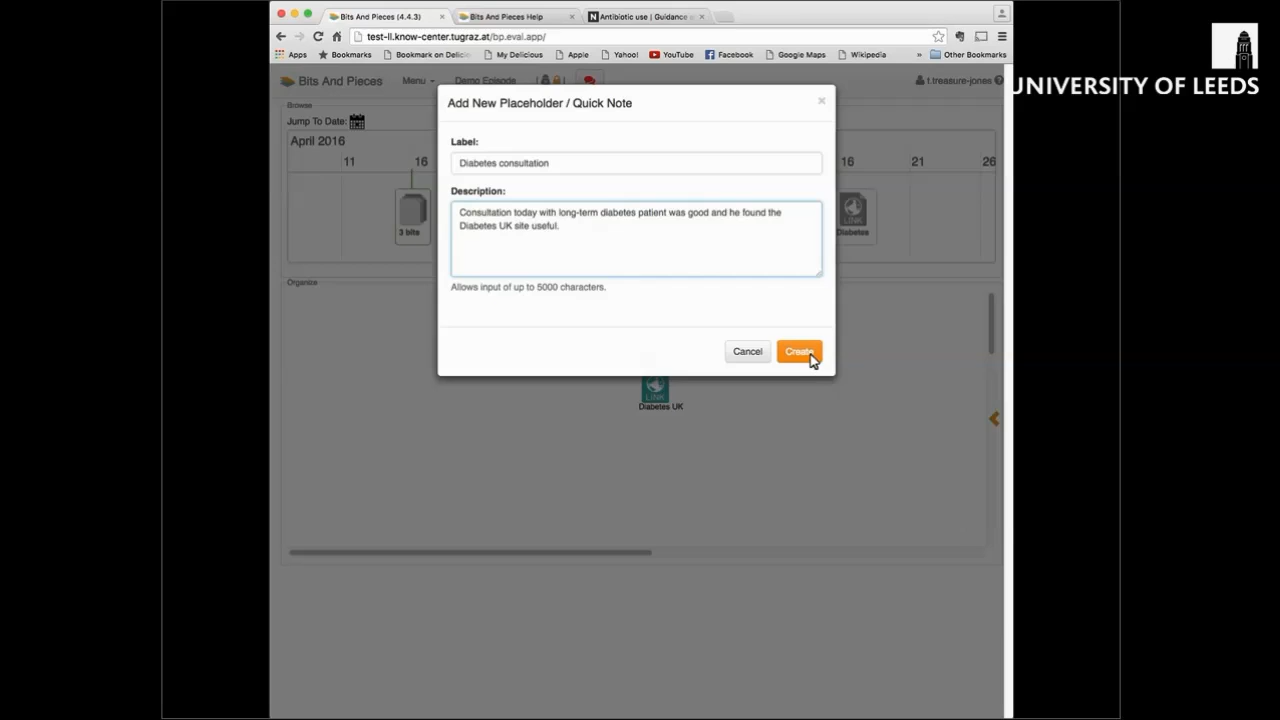 Bits And Pieces (4.4.3)
Bits And Pieces Help
Antibiotic use | Guidance
test-ll.know-center.tugraz.at/bp.eval.app/
Apps
Bookmarks
Bookmark on Delici
My Delicious
Apple
Yahoo!
YouTube
Facebook
Google Maps
Wikipedia
»
Other Bookmarks
UNIVERSITY OF LEEDS
Bits And Pieces
Menu
Demo Episode
t.treasure-jones
Browse
Jump To Date:
April 2016
11
16
16
21
26
3 bits
LINK
Diabetes
Organize
Add New Placeholder / Quick Note
×
Label:
Diabetes consultation
Description:
Consultation today with long-term diabetes patient was good and he found the
Diabetes UK site useful.
Allows input of up to 5000 characters.
Cancel
Create
LINK
Diabetes UK